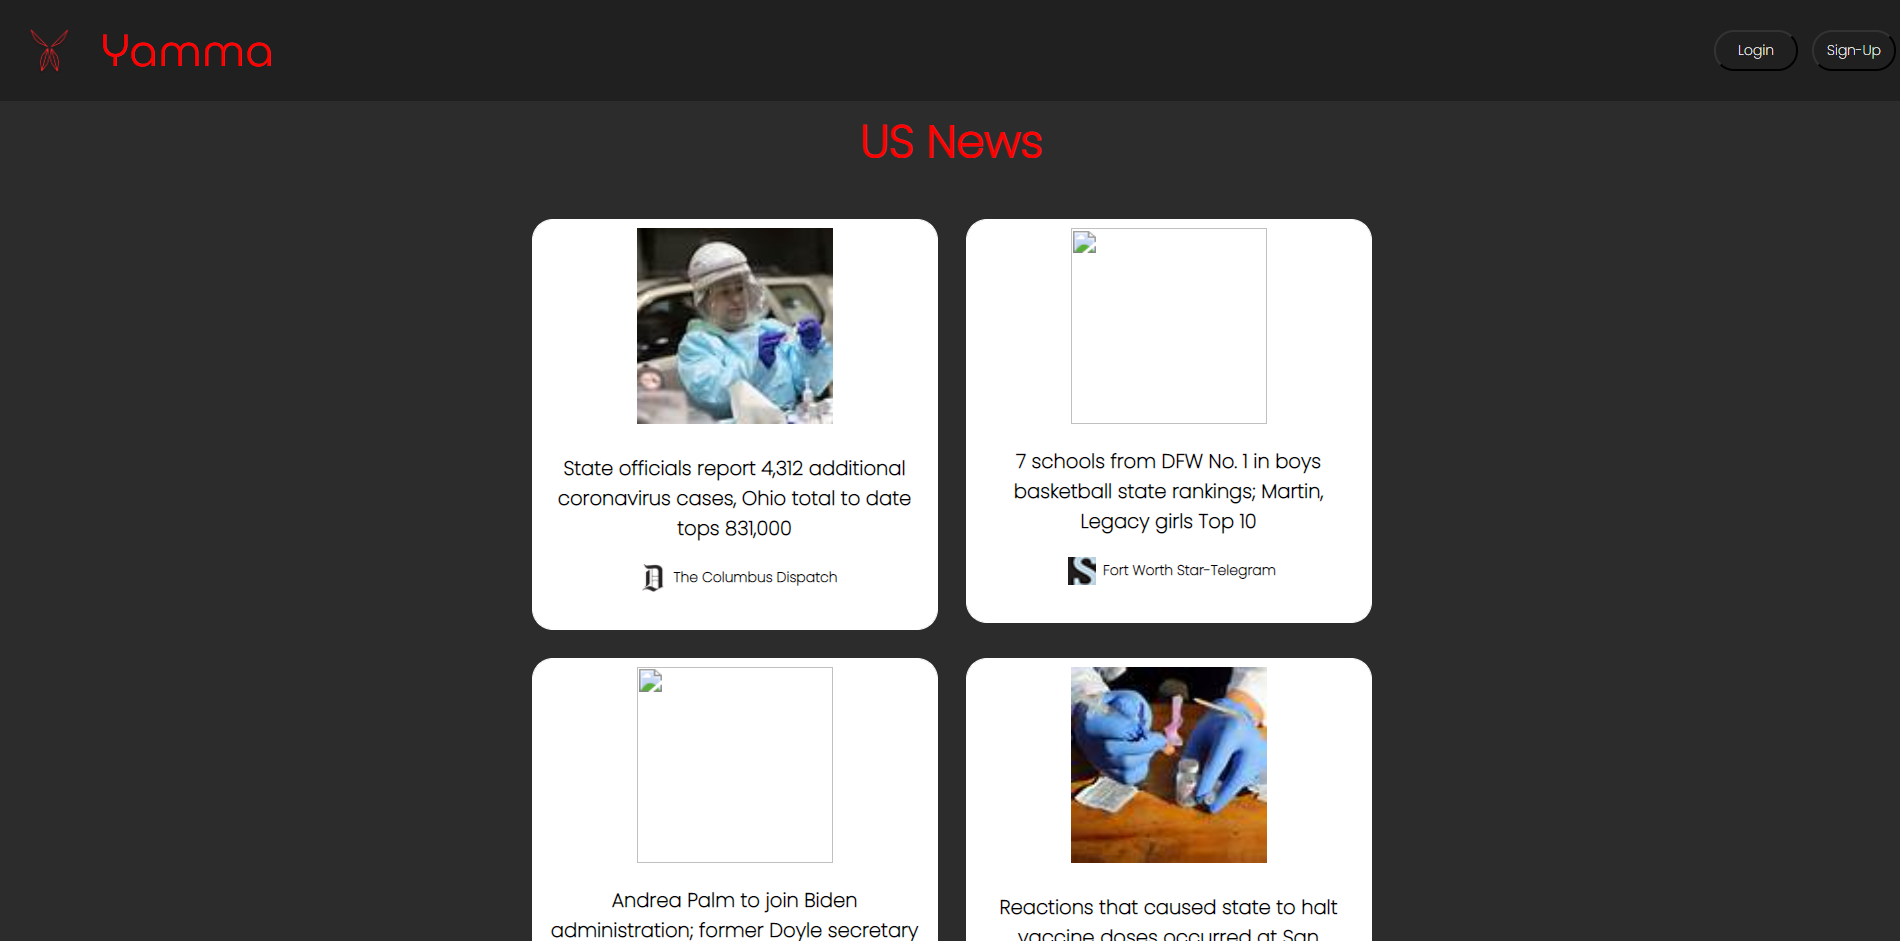 Yamma
Login
Sign-Up
US News
State officials report 4,312 additional
coronavirus cases, Ohio total to date
tops 831,000
The Columbus Dispatch
7 schools from DFW No. 1 in boys
basketball state rankings; Martin,
Legacy girls Top 10
Fort Worth Star-Telegram
Andrea Palm to join Biden
administration; former Doyle secretary
Reactions that caused state to halt
vaccine doses occurred at San